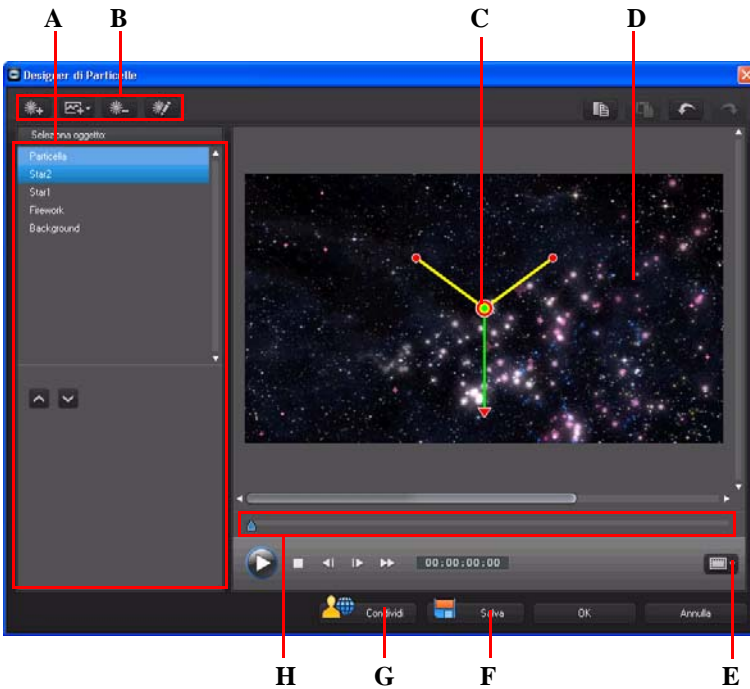 A B C D
Designer di Particelle
Seleziona oggetto:
Particella
Star2
Star1
Firework
Background
00;00;00;00
Condividi
Salva
OK
Annulla
H G F E